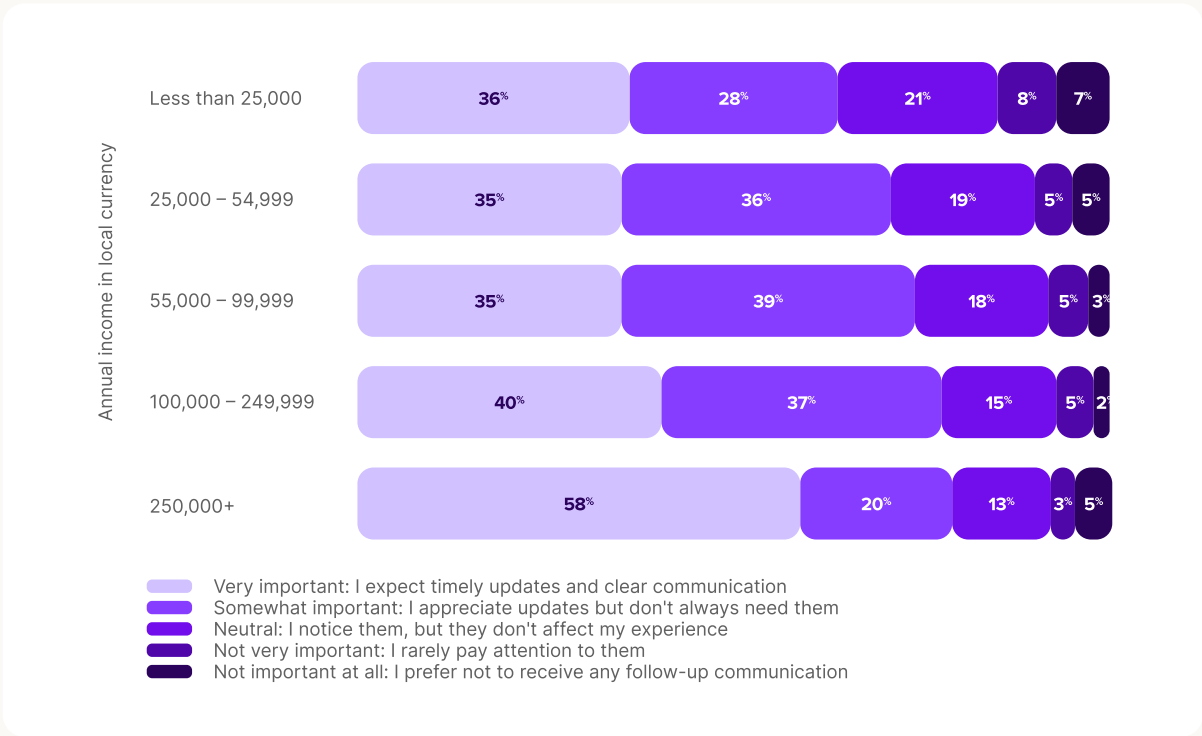 Annual income in local currency
Less than 25,000
36%
28%
21%
8%
7%
25,000 – 54,999
35%
36%
19%
5%
5%
55,000 – 99,999
35%
39%
18%
5%
3%
100,000 – 249,999
40%
37%
15%
5%
2%
250,000+
58%
20%
13%
3%
5%
Very important: I expect timely updates and clear communication
Somewhat important: I appreciate updates but don't always need them
Neutral: I notice them, but they don't affect my experience
Not very important: I rarely pay attention to them
Not important at all: I prefer not to receive any follow-up communication